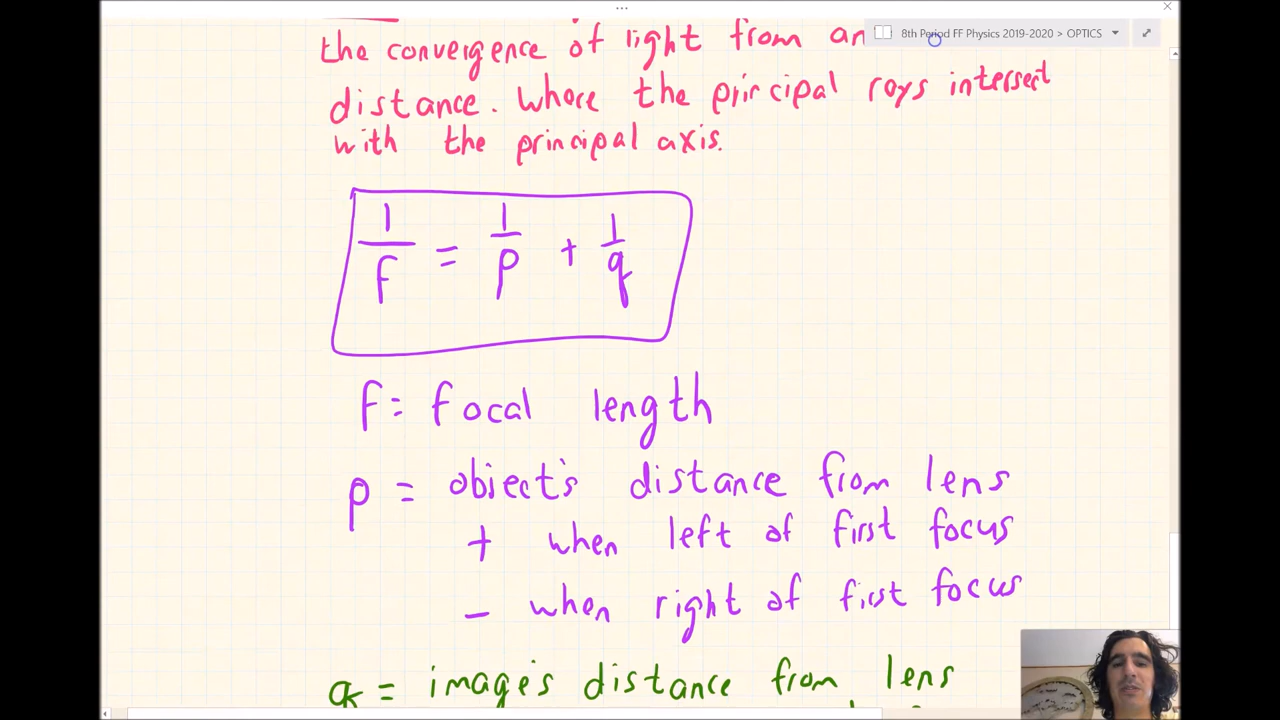 ...
8th Period FF Physics 2019-2020 > OPTICS
the convergence of light from an
distance. Where the principal rays intersect
with the principal axis.
1/f = 1/p + 1/q
f = focal length
p = object's distance from lens
+ when left of first focus
- when right of first focus
q = image's distance from lens